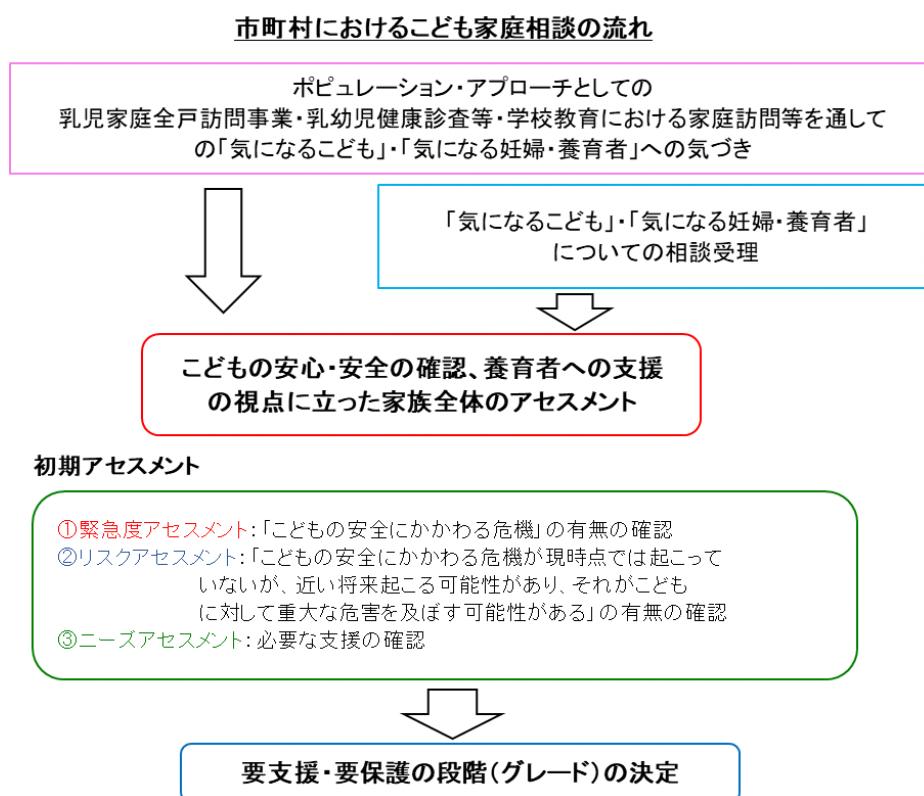 市町村におけるこども家庭相談の流れ
ポピュレーション・アプローチとしての
乳児家庭全戸訪問事業・乳幼児健康診査等・学校教育における家庭訪問等を通して
の「気になるこども」・「気になる妊婦・養育者」への気づき
「気になるこども」・「気になる妊婦・養育者」
についての相談受理
こどもの安心・安全の確認、養育者への支援
の視点に立った家族全体のアセスメント
初期アセスメント
①緊急度アセスメント:「こどもの安全にかかわる危機」の有無の確認
②リスクアセスメント:「こどもの安全にかかわる危機が現時点では起こって
いないが、近い将来起こる可能性があり、それがこども
に対して重大な危害を及ぼす可能性がある」の有無の確認
③ニーズアセスメント:必要な支援の確認
要支援・要保護の段階(グレード)の決定